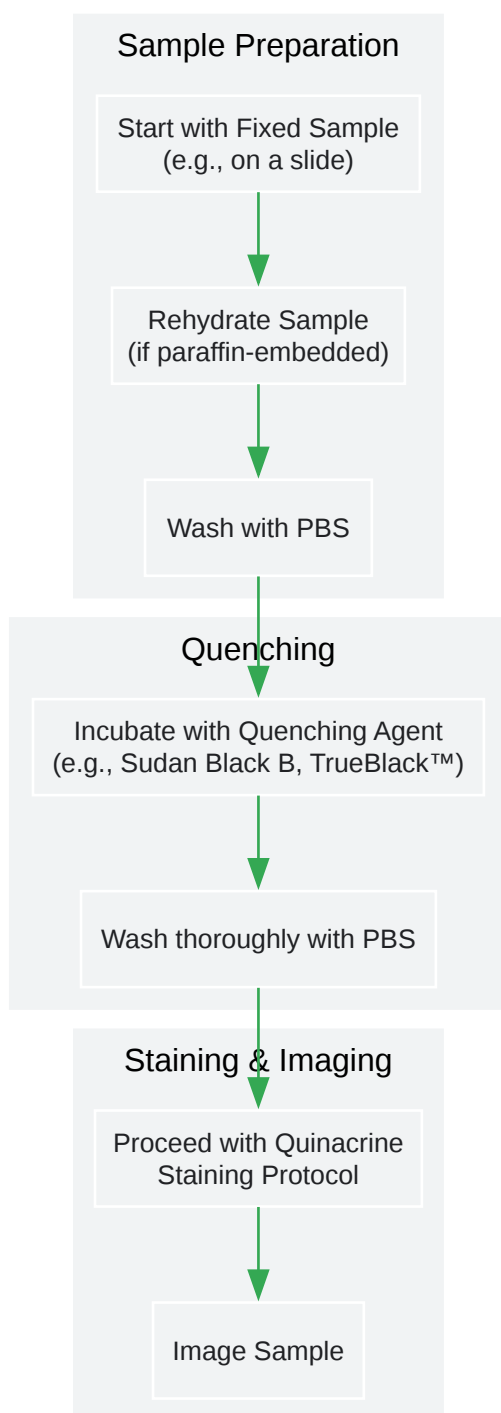 Sample Preparation
Start with Fixed Sample
(e.g., on a slide)
Rehydrate Sample
(if paraffin-embedded)
Wash with PBS
Quenching
Incubate with Quenching Agent
(e.g., Sudan Black B, TrueBlack™)
Wash thoroughly with PBS
Staining & Imaging
Proceed with Quinacrine
Staining Protocol
Image Sample